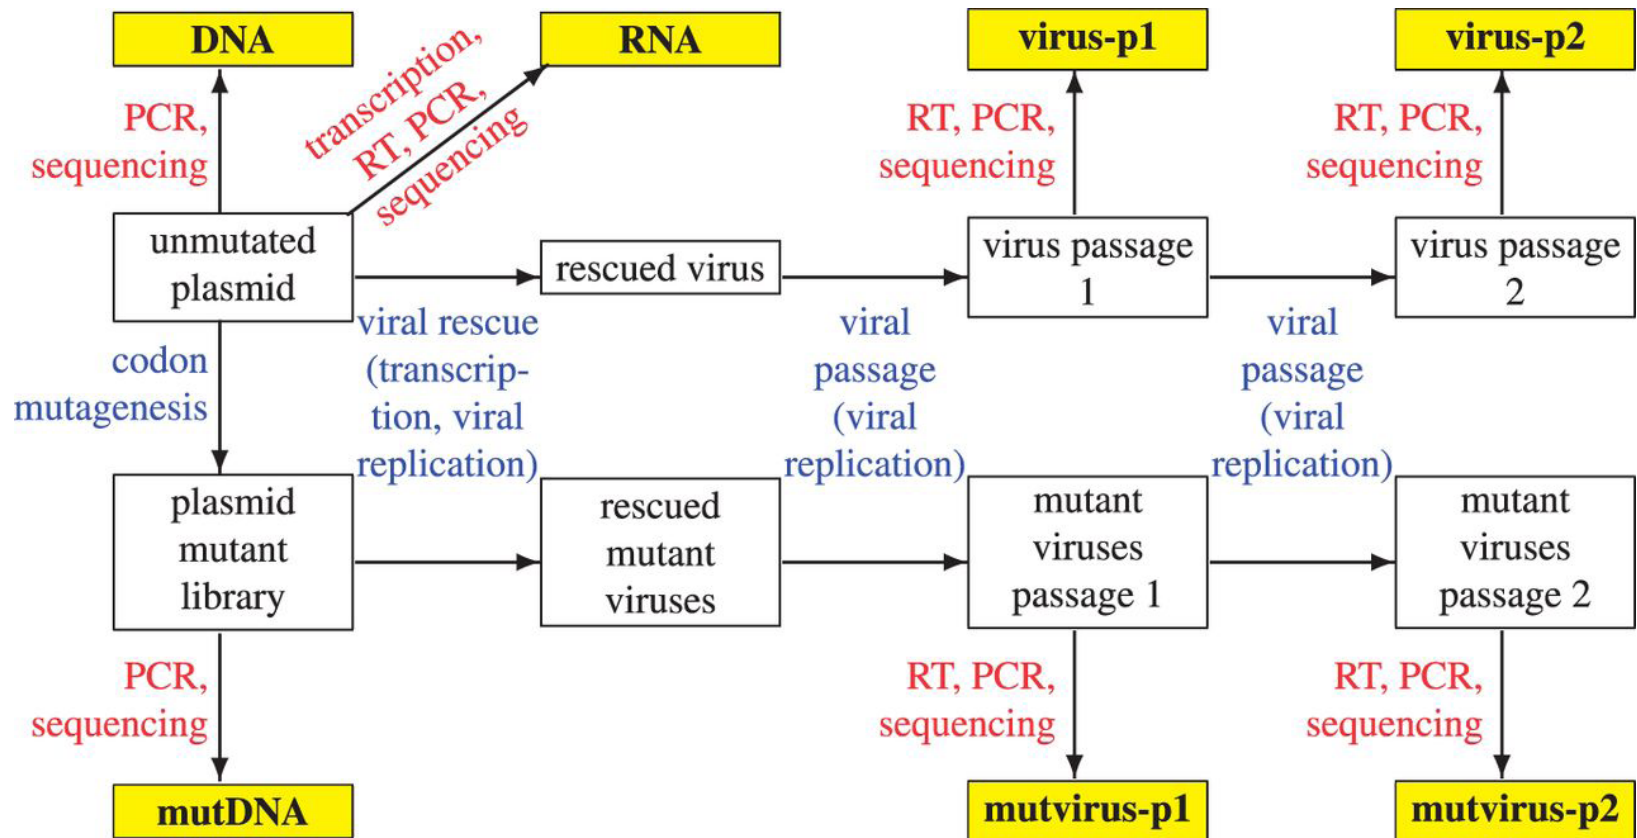 DNA
RNA
virus-p1
virus-p2
PCR,
sequencing
transcription,
RT, PCR,
sequencing
RT, PCR,
sequencing
RT, PCR,
sequencing
unmutated
plasmid
rescued virus
virus passage
1
virus passage
2
codon
mutagenesis
viral rescue
(transcrip-
tion, viral
replication)
viral
passage
(viral
replication)
viral
passage
(viral
replication)
plasmid
mutant
library
rescued
mutant
viruses
mutant
viruses
passage 1
mutant
viruses
passage 2
PCR,
sequencing
RT, PCR,
sequencing
RT, PCR,
sequencing
mutDNA
mutvirus-p1
mutvirus-p2